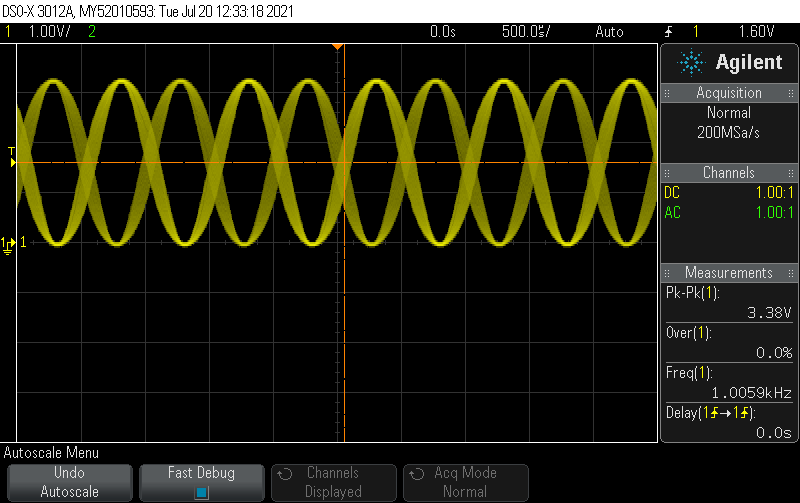 DSO-X 3012A, MY52010593: Tue Jul 20 12:33:18 2021
1 1.00V/ 2 0.0s 500.0µs/ Auto 1 1.60V
Agilent
Acquisition
Normal
200MSa/s
Channels
DC 1.00:1
AC 1.00:1
Measurements
Pk-Pk(1):
3.38V
Over(1):
0.0%
Freq(1):
1.0059kHz
Delay(1→1):
0.0s
T
1 1
Autoscale Menu
Undo
Autoscale
Fast Debug
Channels
Displayed
Acq Mode
Normal